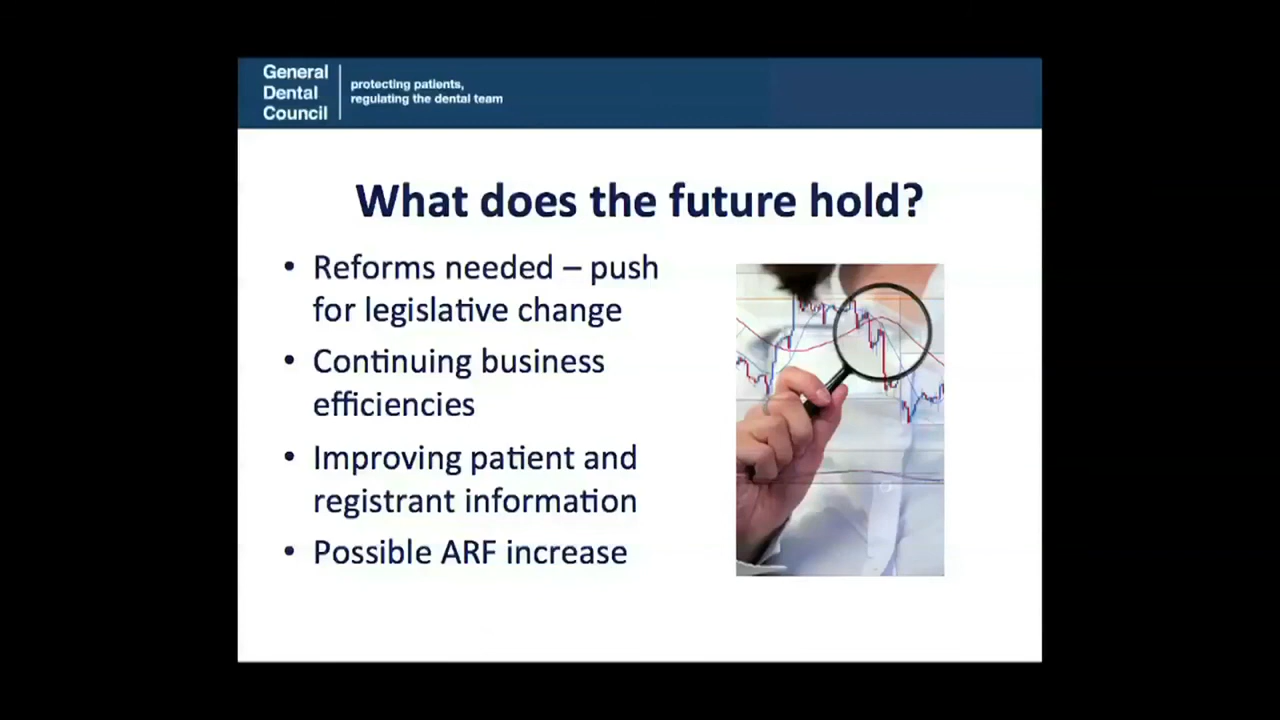 General
Dental
Council
protecting patients,
regulating the dental team
What does the future hold?
• Reforms needed – push
for legislative change
• Continuing business
efficiencies
• Improving patient and
registrant information
• Possible ARF increase